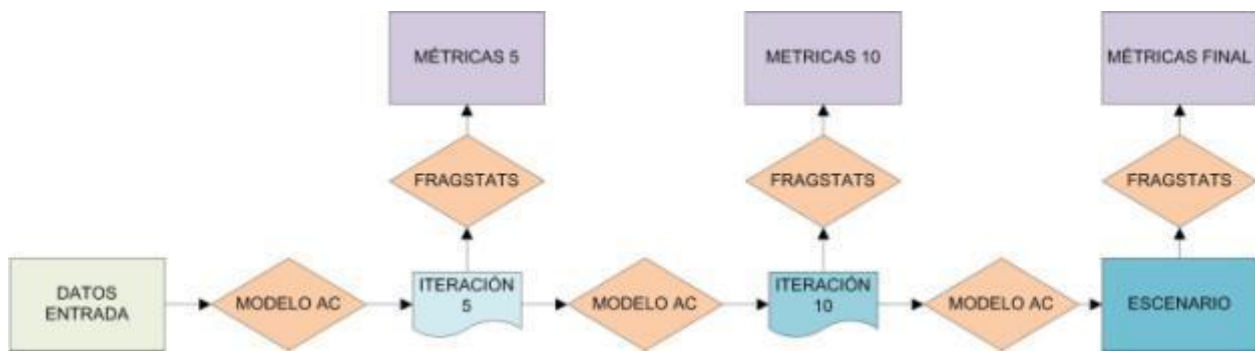 MÉTRICAS 5
METRICAS 10
MÉTRICAS FINAL
FRAGSTATS
FRAGSTATS
FRAGSTATS
DATOS
ENTRADA
MODELO AC
ITERACIÓN
5
MODELO AC
ITERACIÓN
10
MODELO AC
ESCENARIO